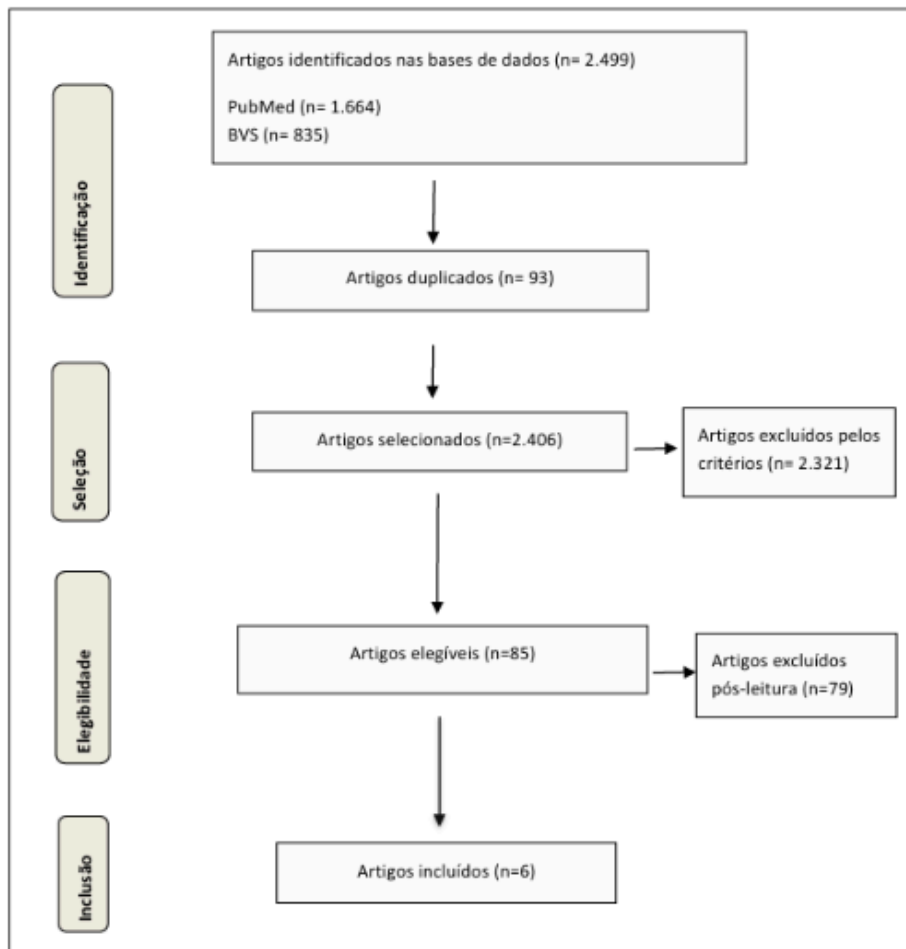 Identificação
Artigos identificados nas bases de dados (n= 2.499)
PubMed (n= 1.664)
BVS (n= 835)
Artigos duplicados (n= 93)
Seleção
Artigos selecionados (n=2.406)
Artigos excluídos pelos
critérios (n= 2.321)
Elegibilidade
Artigos elegíveis (n=85)
Artigos excluídos
pós-leitura (n=79)
Inclusão
Artigos incluídos (n=6)